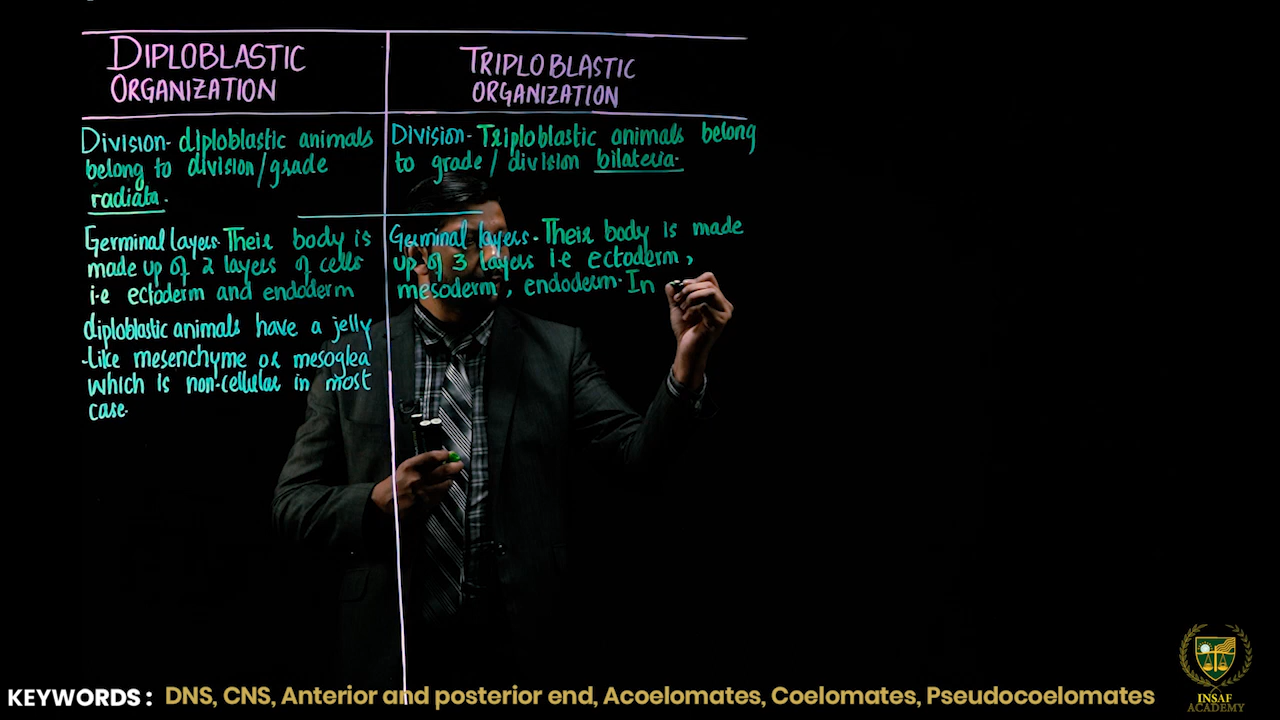 DIPLOBLASTIC
ORGANIZATION
TRIPLOBLASTIC
ORGANIZATION
Division- diploblastic animals
belong to division/grade
radiata.
Division- Triploblastic animals belong
to grade/ division bilateria.
Germinal layers- Their body is
made up of 2 layers of cells
i.e ectoderm and endoderm
diploblastic animals have a jelly
-like mesenchyme or mesoglea
which is non-cellular in most
case.
Germinal layers- Their body is made
up of 3 layers i.e ectoderm,
mesoderm, endoderm. In
KEYWORDS: DNS, CNS, Anterior and posterior end, Acoelomates, Coelomates, Pseudocoelomates
INSAF
ACADEMY